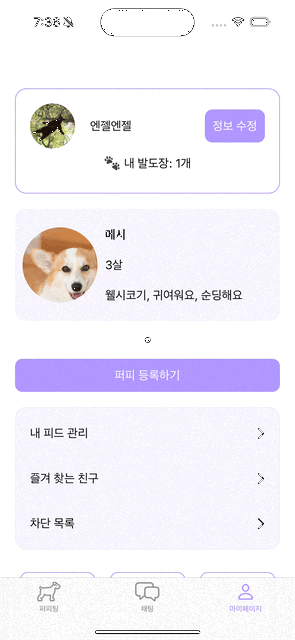 7:36
엔젤엔젤
정보 수정
🐾 내 발도장: 1개
메시
3살
웰시코기, 귀여워요, 순딩해요
퍼피 등록하기
내 피드 관리
즐겨 찾는 친구
차단 목록
퍼피팅
채팅
마이페이지